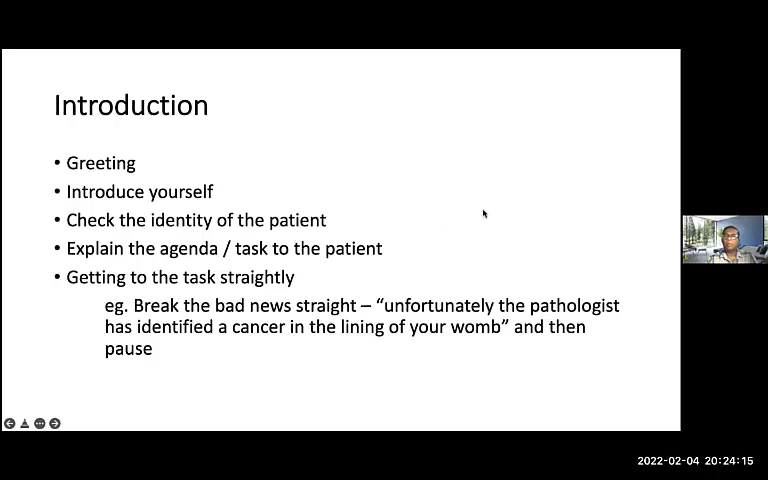 Introduction
• Greeting
• Introduce yourself
• Check the identity of the patient
• Explain the agenda / task to the patient
• Getting to the task straightly
eg. Break the bad news straight – “unfortunately the pathologist
has identified a cancer in the lining of your womb” and then
pause
2022-02-04 20:24:15